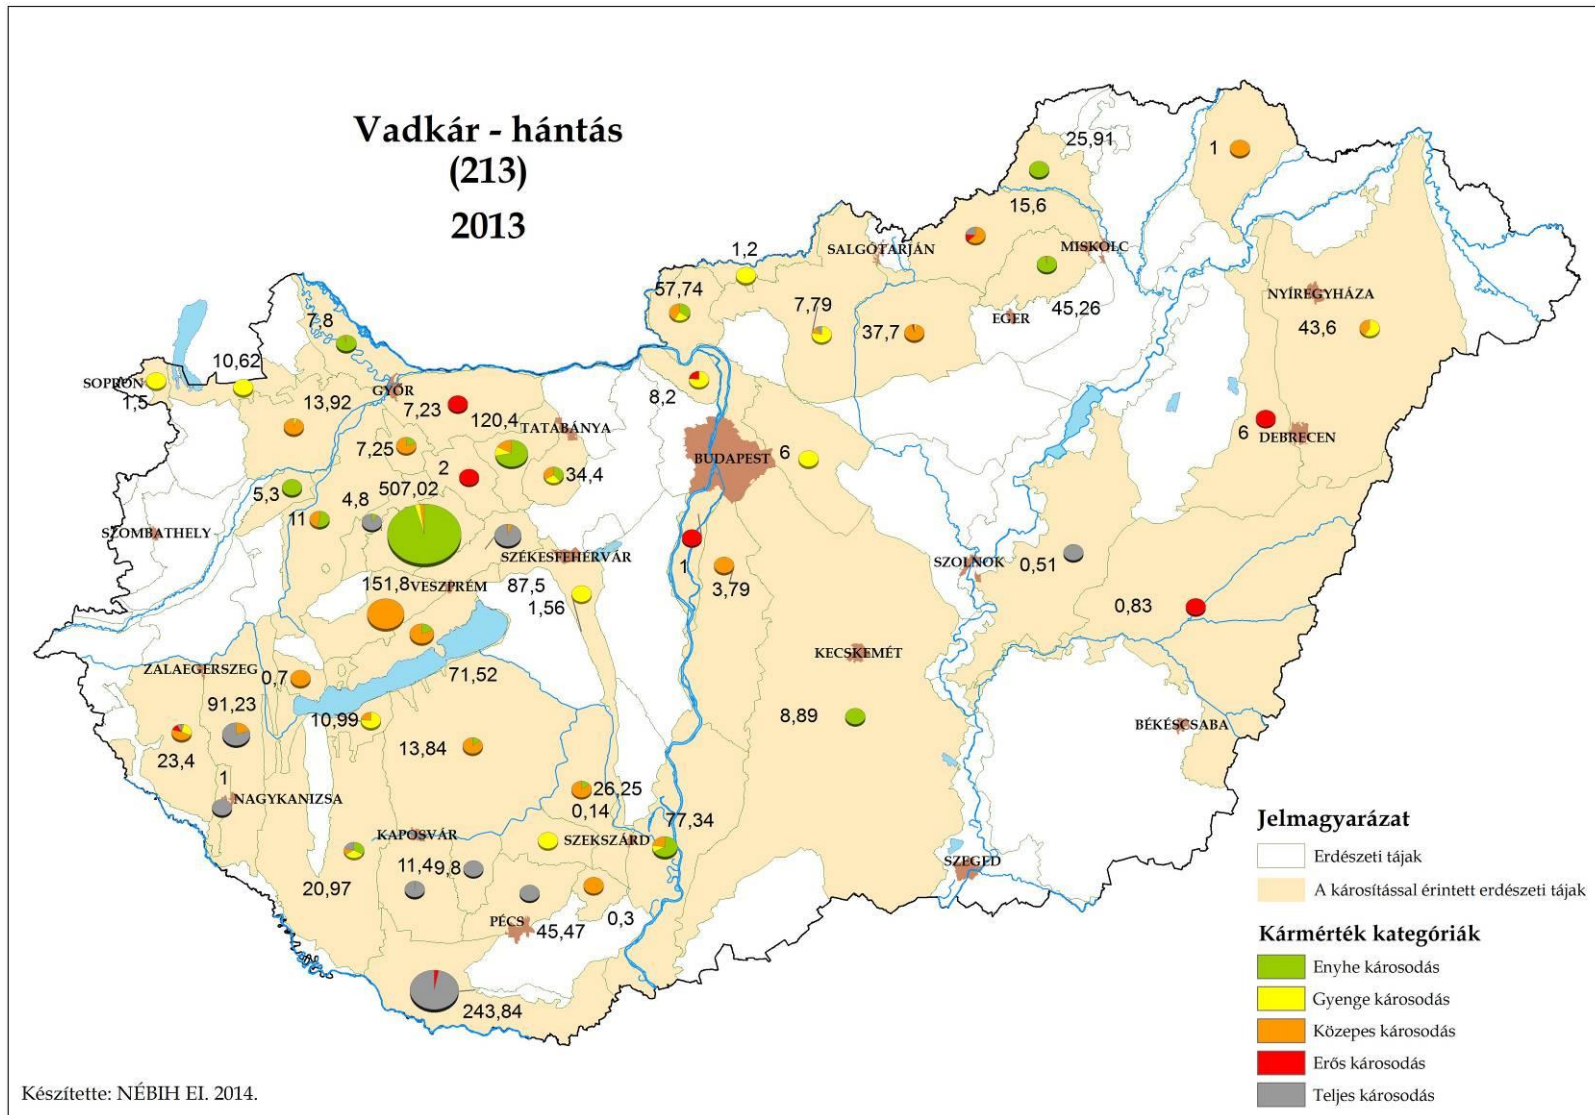 Vadkár - hántás
(213)
2013
25,91
1
15,6
SALGÓTARJÁN
MISKOLC
1,2
57,74
7,79
37,7
EGER
45,26
NYÍREGYHÁZA
43,6
7,8
10,62
SOPRON
1,5
GYŐR
13,92
7,23
120,4
TATABÁNYA
8,2
7,25
2
34,4
BUDAPEST
6
6
DEBRECEN
5,3
4,8
507,02
11
SZOMBATHELY
SZÉKESFEHÉRVÁR
SZOLNOK
0,51
151,8
VESZPRÉM
87,5
1,56
1
3,79
0,83
KECSKEMÉT
ZALAEGERSZEG
0,7
71,52
91,23
10,99
8,89
BÉKÉSCSABA
23,4
13,84
1
NAGYKANIZSA
26,25
0,14
77,34
KAPOSVÁR
SZEKSZÁRD
SZEGED
20,97
11,4
9,8
PÉCS
45,47
0,3
243,84
Jelmagyarázat
Erdészeti tájak
A károsítással érintett erdészeti tájak
Kármérték kategóriák
Enyhe károsodás
Gyenge károsodás
Közepes károsodás
Erős károsodás
Teljes károsodás
Készítette: NÉBIH EI. 2014.